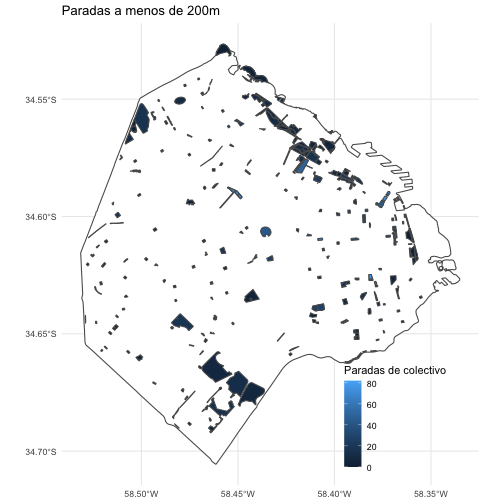 Paradas a menos de 200m
34.55°S
34.60°S
34.65°S
34.70°S
Paradas de colectivo
80
60
40
20
0
58.50°W
58.45°W
58.40°W
58.35°W